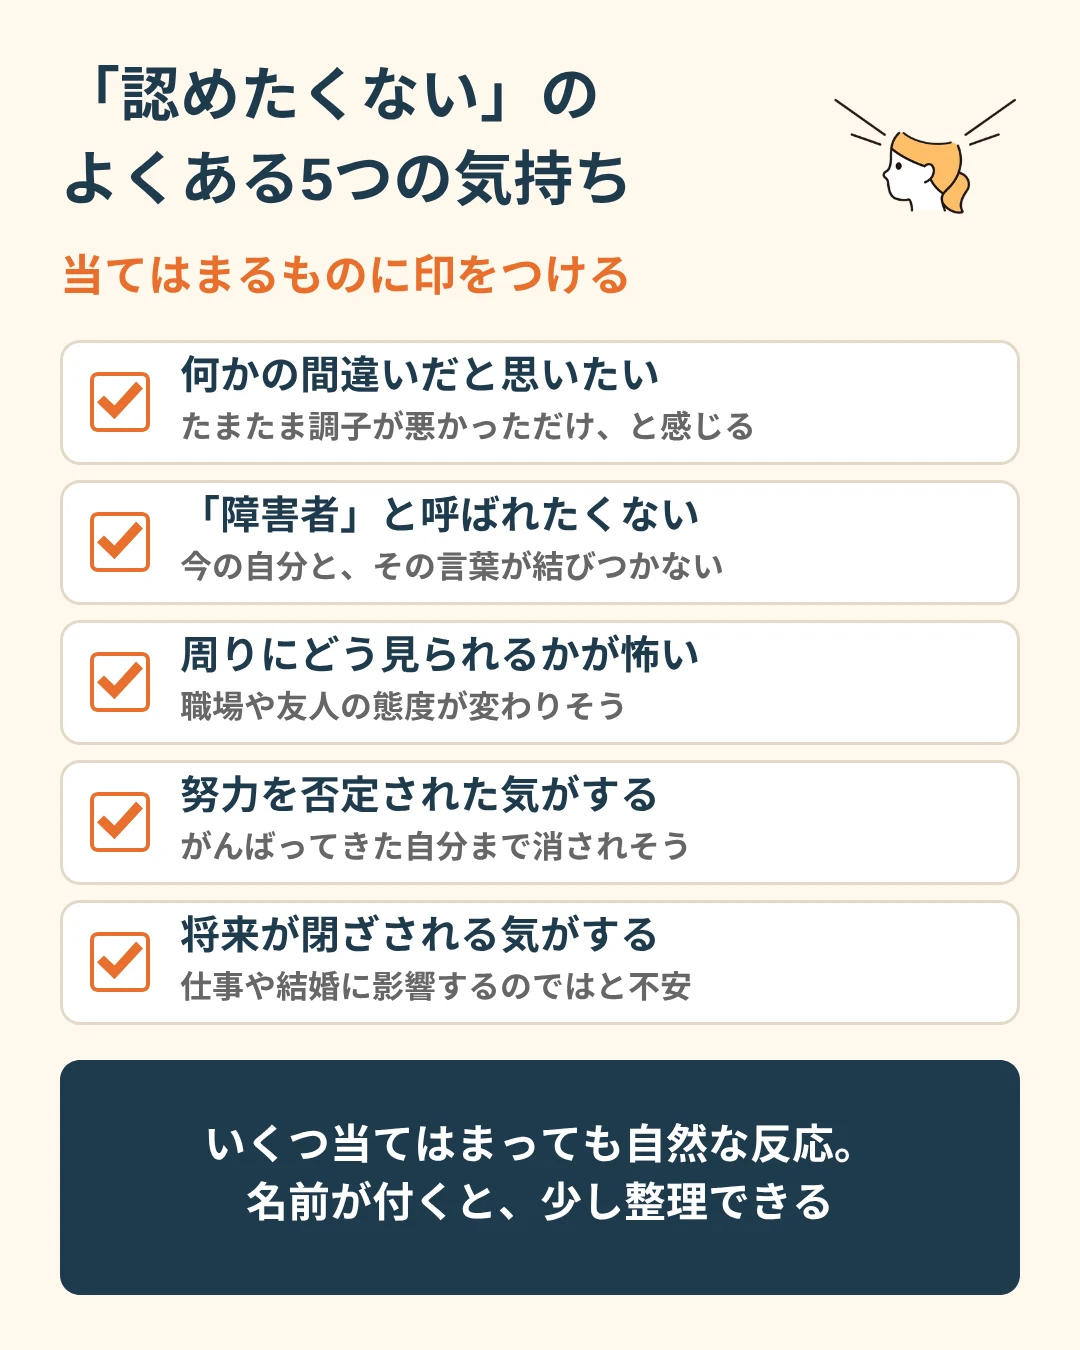 「認めたくない」の
よくある5つの気持ち
当てはまるものに印をつける
何かの間違いだと思いたい
たまたま調子が悪かっただけ、と感じる
「障害者」と呼ばれたくない
今の自分と、その言葉が結びつかない
周りにどう見られるかが怖い
職場や友人の態度が変わりそう
努力を否定された気がする
がんばってきた自分まで消されそう
将来が閉ざされる気がする
仕事や結婚に影響するのではと不安
いくつ当てはまっても自然な反応。
名前が付くと、少し整理できる